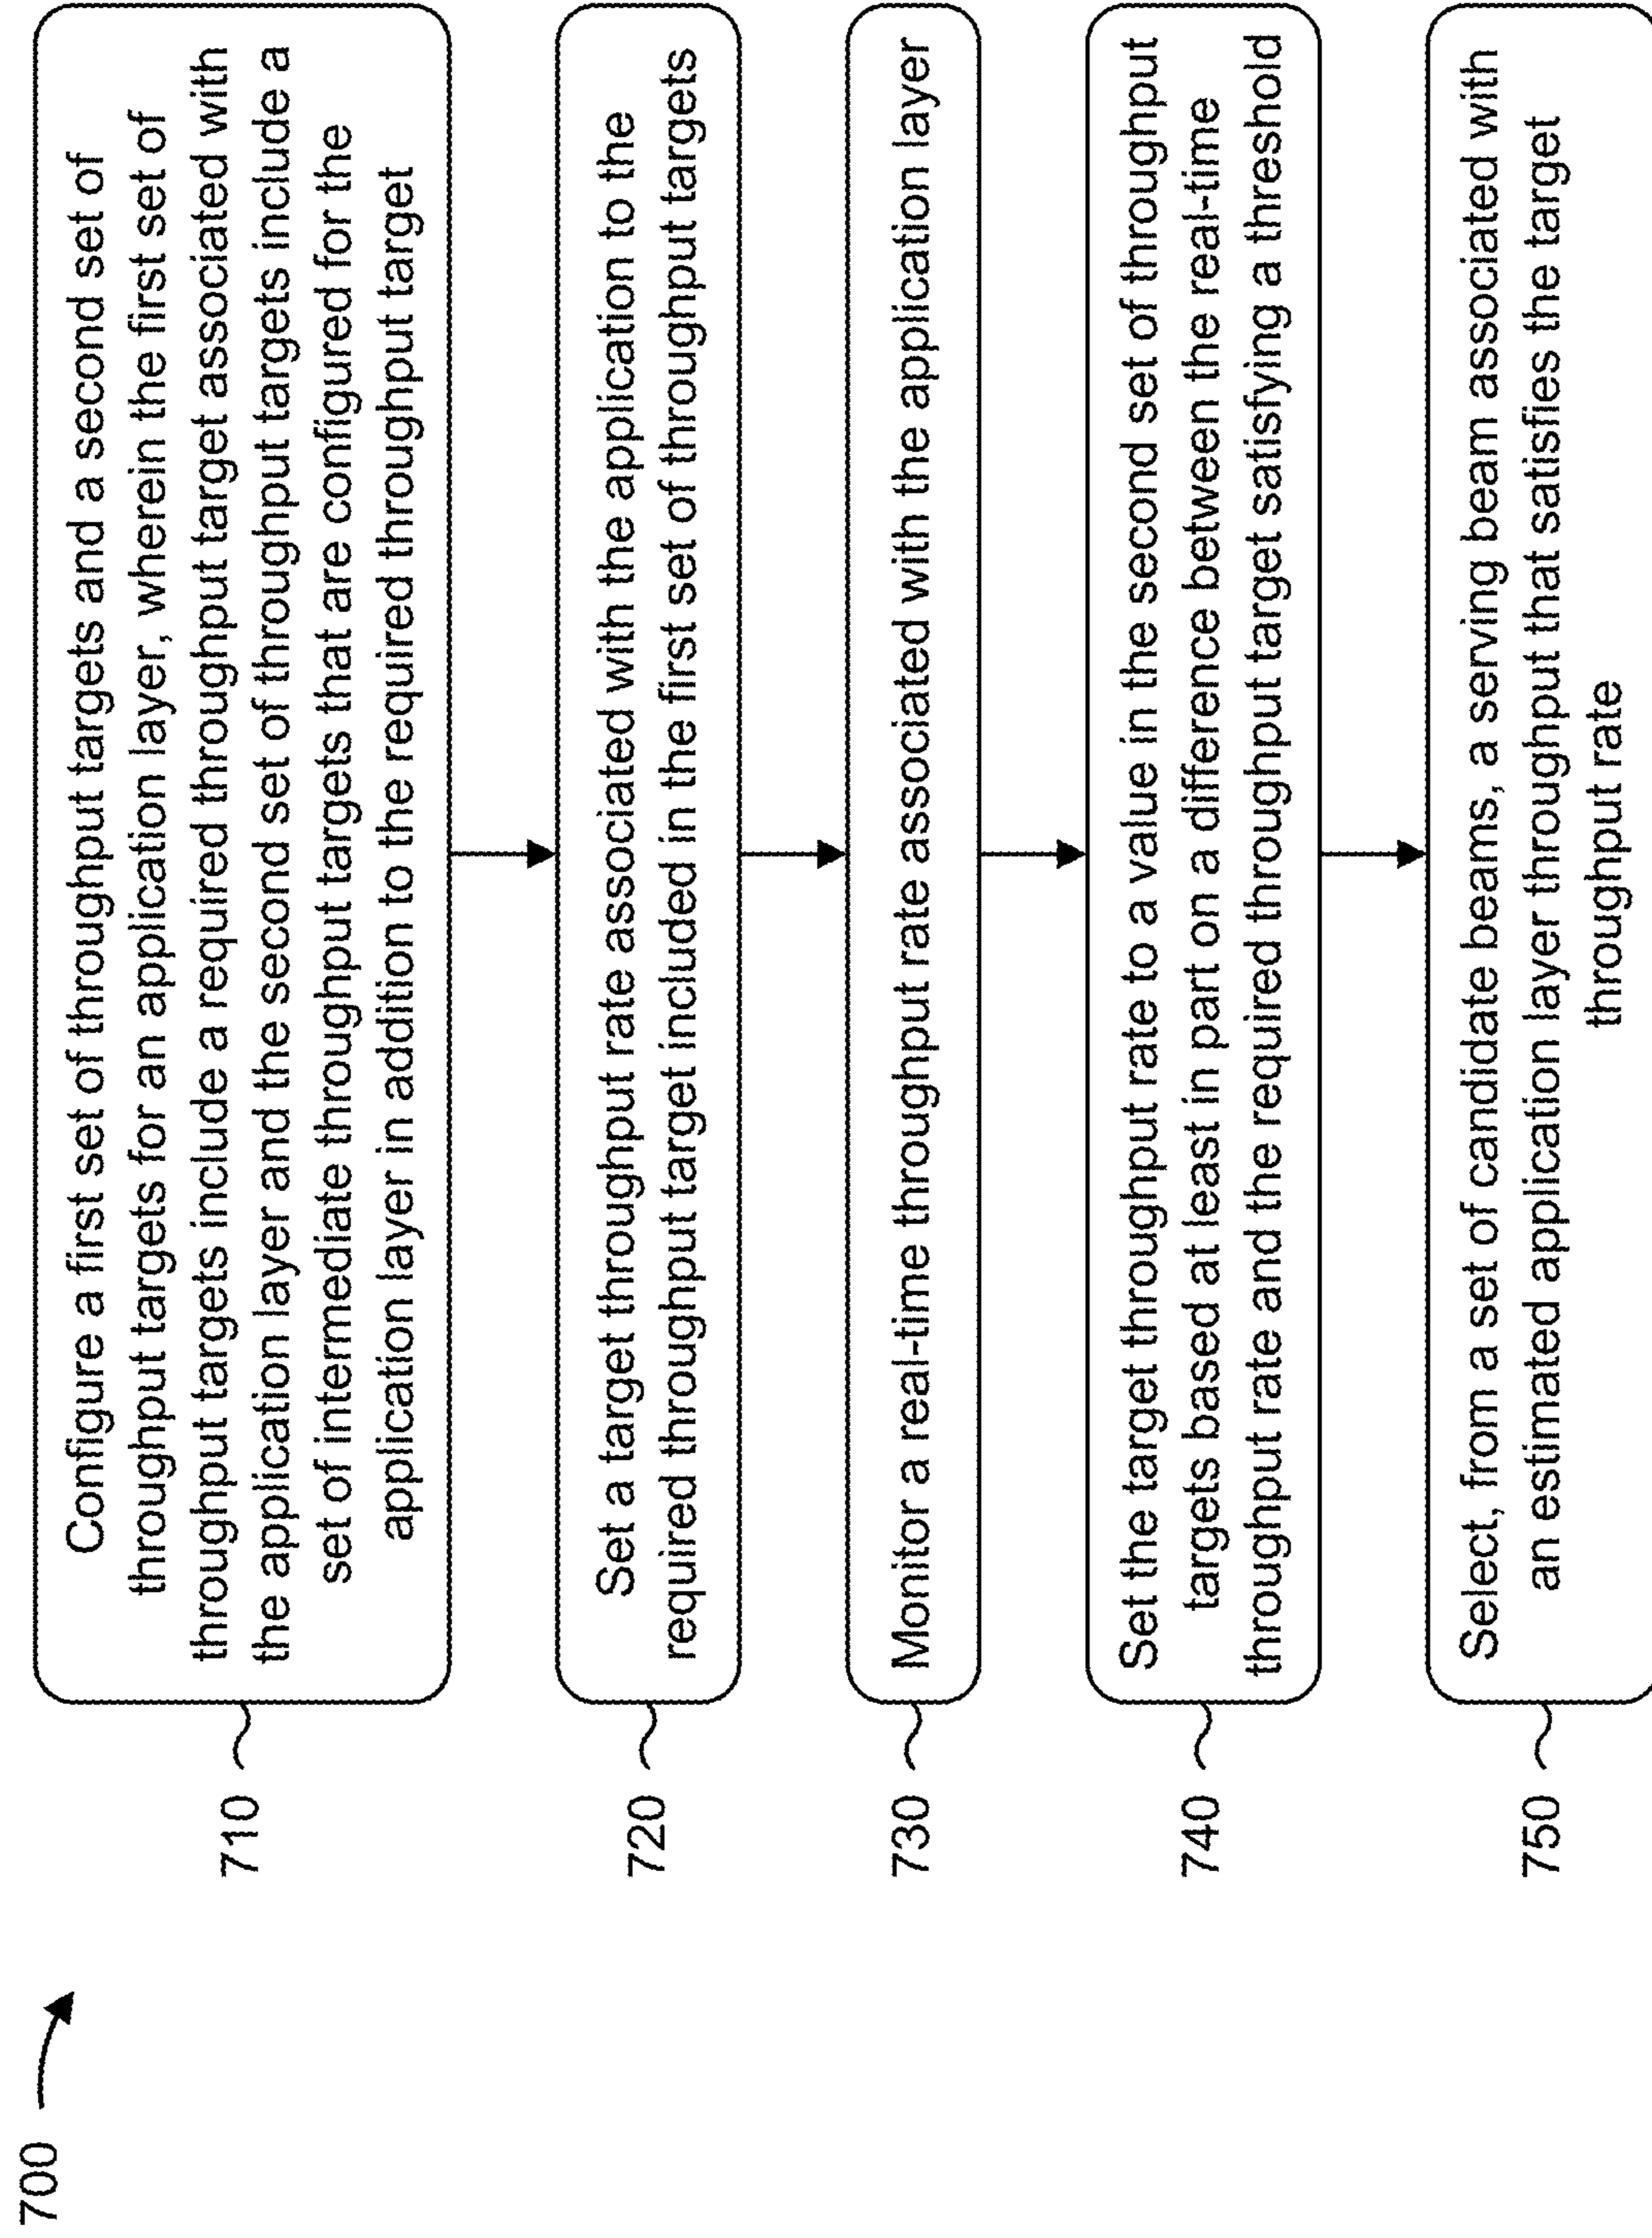 700
710
Configure a first set of throughput targets and a second set of
throughput targets for an application layer, wherein the first set of
throughput targets include a required throughput target associated with
the application layer and the second set of throughput targets include a
set of intermediate throughput targets that are configured for the
application layer in addition to the required throughput target
720
Set a target throughput rate associated with the application to the
required throughput target included in the first set of throughput targets
730
Monitor a real-time throughput rate associated with the application layer
740
Set the target throughput rate to a value in the second set of throughput
targets based at least in part on a difference between the real-time
throughput rate and the required throughput target satisfying a threshold
750
Select, from a set of candidate beams, a serving beam associated with
an estimated application layer throughput that satisfies the target
throughput rate